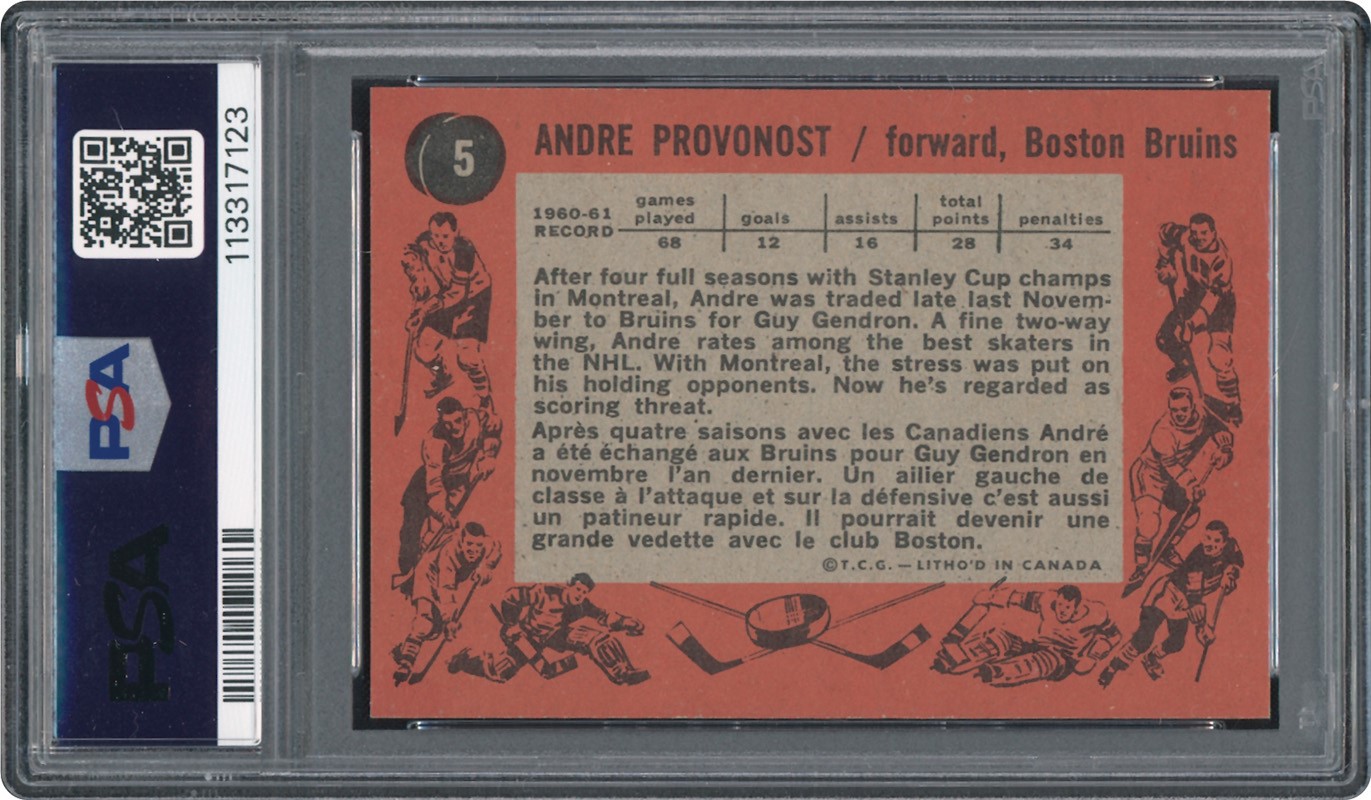 PSA
113317123
PSA
5
ANDRE PROVONOST / forward, Boston Bruins
1960-61 RECORD
games played goals assists total points penalties
68 12 16 28 34
After four full seasons with Stanley Cup champs
in Montreal, Andre was traded late last Novem-
ber to Bruins for Guy Gendron. A fine two-way
wing, Andre rates among the best skaters in
the NHL. With Montreal, the stress was put on
his holding opponents. Now he's regarded as
scoring threat.
Après quatre saisons avec les Canadiens André
a été échangé aux Bruins pour Guy Gendron en
novembre l'an dernier. Un ailier gauche de
classe à l'attaque et sur la défensive c'est aussi
un patineur rapide. Il pourrait devenir une
grande vedette avec le club Boston.
©T.C.G. — LITHO'D IN CANADA
PSA